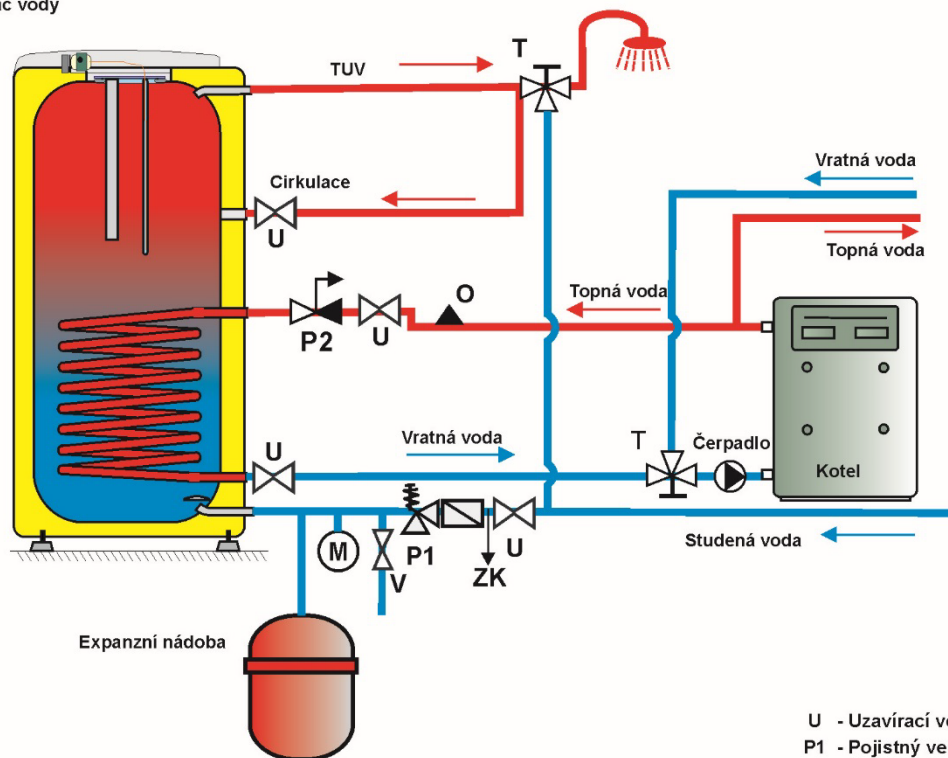 vody
T
TUV
Vratná voda
Cirkulace
U
Topná voda
Topná voda
O
P2
U
U
Vratná voda
T
Čerpadlo
Kotel
M
V
P1
ZK
U
Studená voda
Expanzní nádoba
U - Uzavírací
P1 - Pojistný